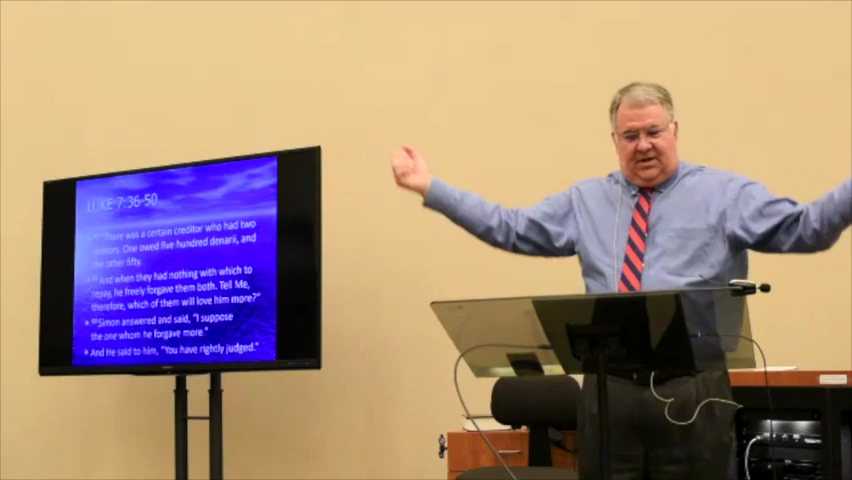 LUKE 7:36-50
"There was a certain creditor who had two
debtors. One owed five hundred denarii, and
the other fifty.
And when they had nothing with which to
repay, he freely forgave them both. Tell Me,
therefore, which of them will love him more?"
Simon answered and said, "I suppose
the one whom he forgave more."
And He said to him, "You have rightly judged."